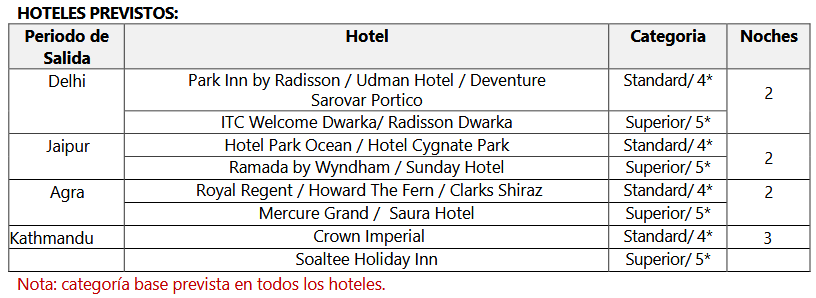 HOTELES PREVISTOS:
Periodo de Salida Hotel Categoria Noches
Delhi Park Inn by Radisson / Udman Hotel / Deventure Sarovar Portico Standard/ 4* 2
ITC Welcome Dwarka/ Radisson Dwarka Superior/ 5*
Jaipur Hotel Park Ocean / Hotel Cygnate Park Standard/ 4* 2
Ramada by Wyndham / Sunday Hotel Superior/ 5*
Agra Royal Regent / Howard The Fern / Clarks Shiraz Standard/ 4* 2
Mercure Grand / Saura Hotel Superior/ 5*
Kathmandu Crown Imperial Standard/ 4* 3
Soaltee Holiday Inn Superior/ 5*
Nota: categoría base prevista en todos los hoteles.